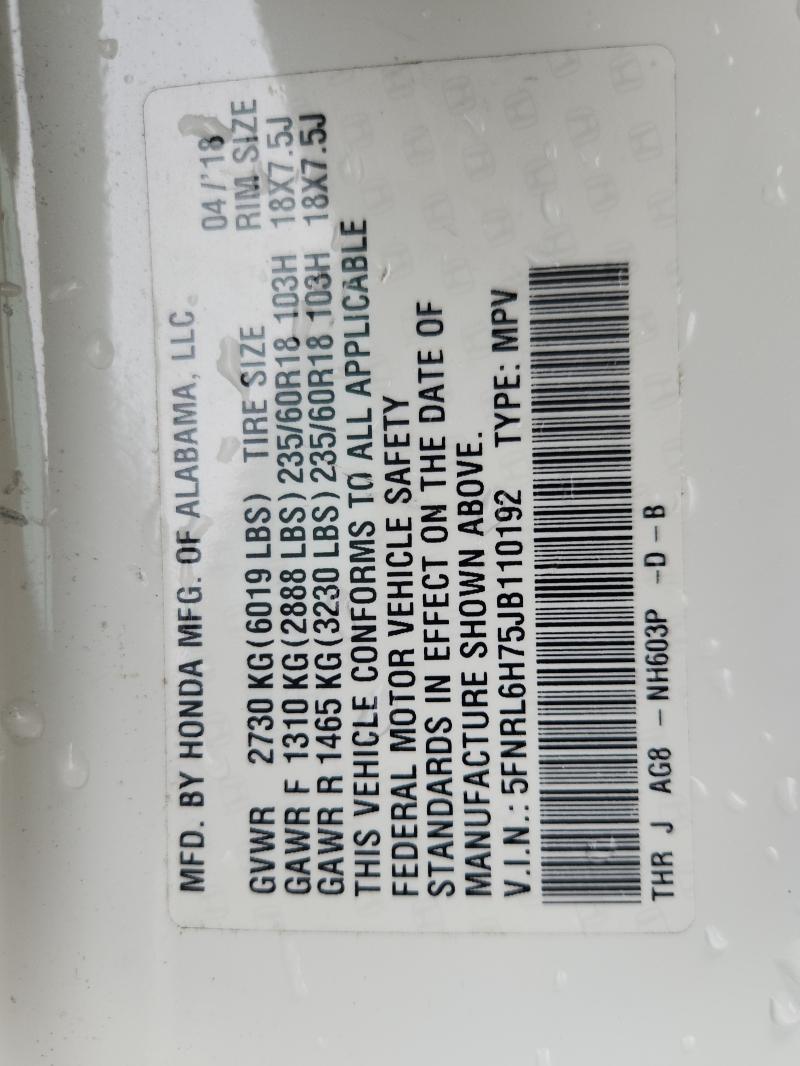 MFD. BY HONDA MFG. OF ALABAMA, LLC.
04/'18
GVWR 2730 KG(6019 LBS) TIRE SIZE RIM SIZE
GAWR F 1310 KG(2888 LBS) 235/60R18 103H 18X7.5J
GAWR R 1465 KG(3230 LBS) 235/60R18 103H 18X7.5J
THIS VEHICLE CONFORMS TO ALL APPLICABLE
FEDERAL MOTOR VEHICLE SAFETY
STANDARDS IN EFFECT ON THE DATE OF
MANUFACTURE SHOWN ABOVE.
V.I.N.: 5FNRL6H75JB110192 TYPE: MPV
THR J AG8 - NH603P -D-B